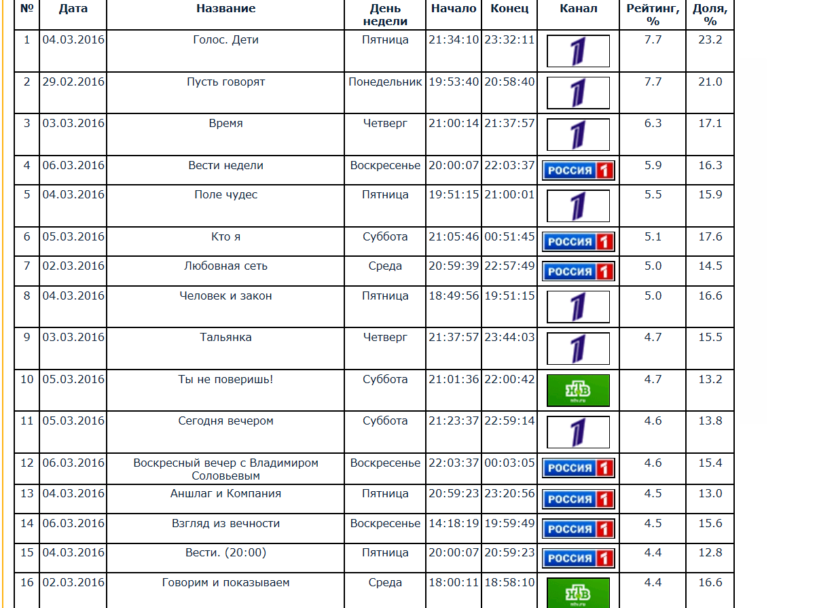 № Дата Название День недели Начало Конец Канал Рейтинг, % Доля, %
1 04.03.2016 Голос. Дети Пятница 21:34:10 23:32:11 1 7.7 23.2
2 29.02.2016 Пусть говорят Понедельник 19:53:40 20:58:40 1 7.7 21.0
3 03.03.2016 Время Четверг 21:00:14 21:37:57 1 6.3 17.1
4 06.03.2016 Вести недели Воскресенье 20:00:07 22:03:37 РОССИЯ 1 5.9 16.3
5 04.03.2016 Поле чудес Пятница 19:51:15 21:00:01 1 5.5 15.9
6 05.03.2016 Кто я Суббота 21:05:46 00:51:45 РОССИЯ 1 5.1 17.6
7 02.03.2016 Любовная сеть Среда 20:59:39 22:57:49 РОССИЯ 1 5.0 14.5
8 04.03.2016 Человек и закон Пятница 18:49:56 19:51:15 1 5.0 16.6
9 03.03.2016 Тальянка Четверг 21:37:57 23:44:03 1 4.7 15.5
10 05.03.2016 Ты не поверишь! Суббота 21:01:36 22:00:42 НТВ ntv.ru 4.7 13.2
11 05.03.2016 Сегодня вечером Суббота 21:23:37 22:59:14 1 4.6 13.8
12 06.03.2016 Воскресный вечер с Владимиром Соловьевым Воскресенье 22:03:37 00:03:05 РОССИЯ 1 4.6 15.4
13 04.03.2016 Аншлаг и Компания Пятница 20:59:23 23:20:56 РОССИЯ 1 4.5 13.0
14 06.03.2016 Взгляд из вечности Воскресенье 14:18:19 19:59:49 РОССИЯ 1 4.5 15.6
15 04.03.2016 Вести. (20:00) Пятница 20:00:07 20:59:23 РОССИЯ 1 4.4 12.8
16 02.03.2016 Говорим и показываем Среда 18:00:11 18:58:10 НТВ ntv.ru 4.4 16.6